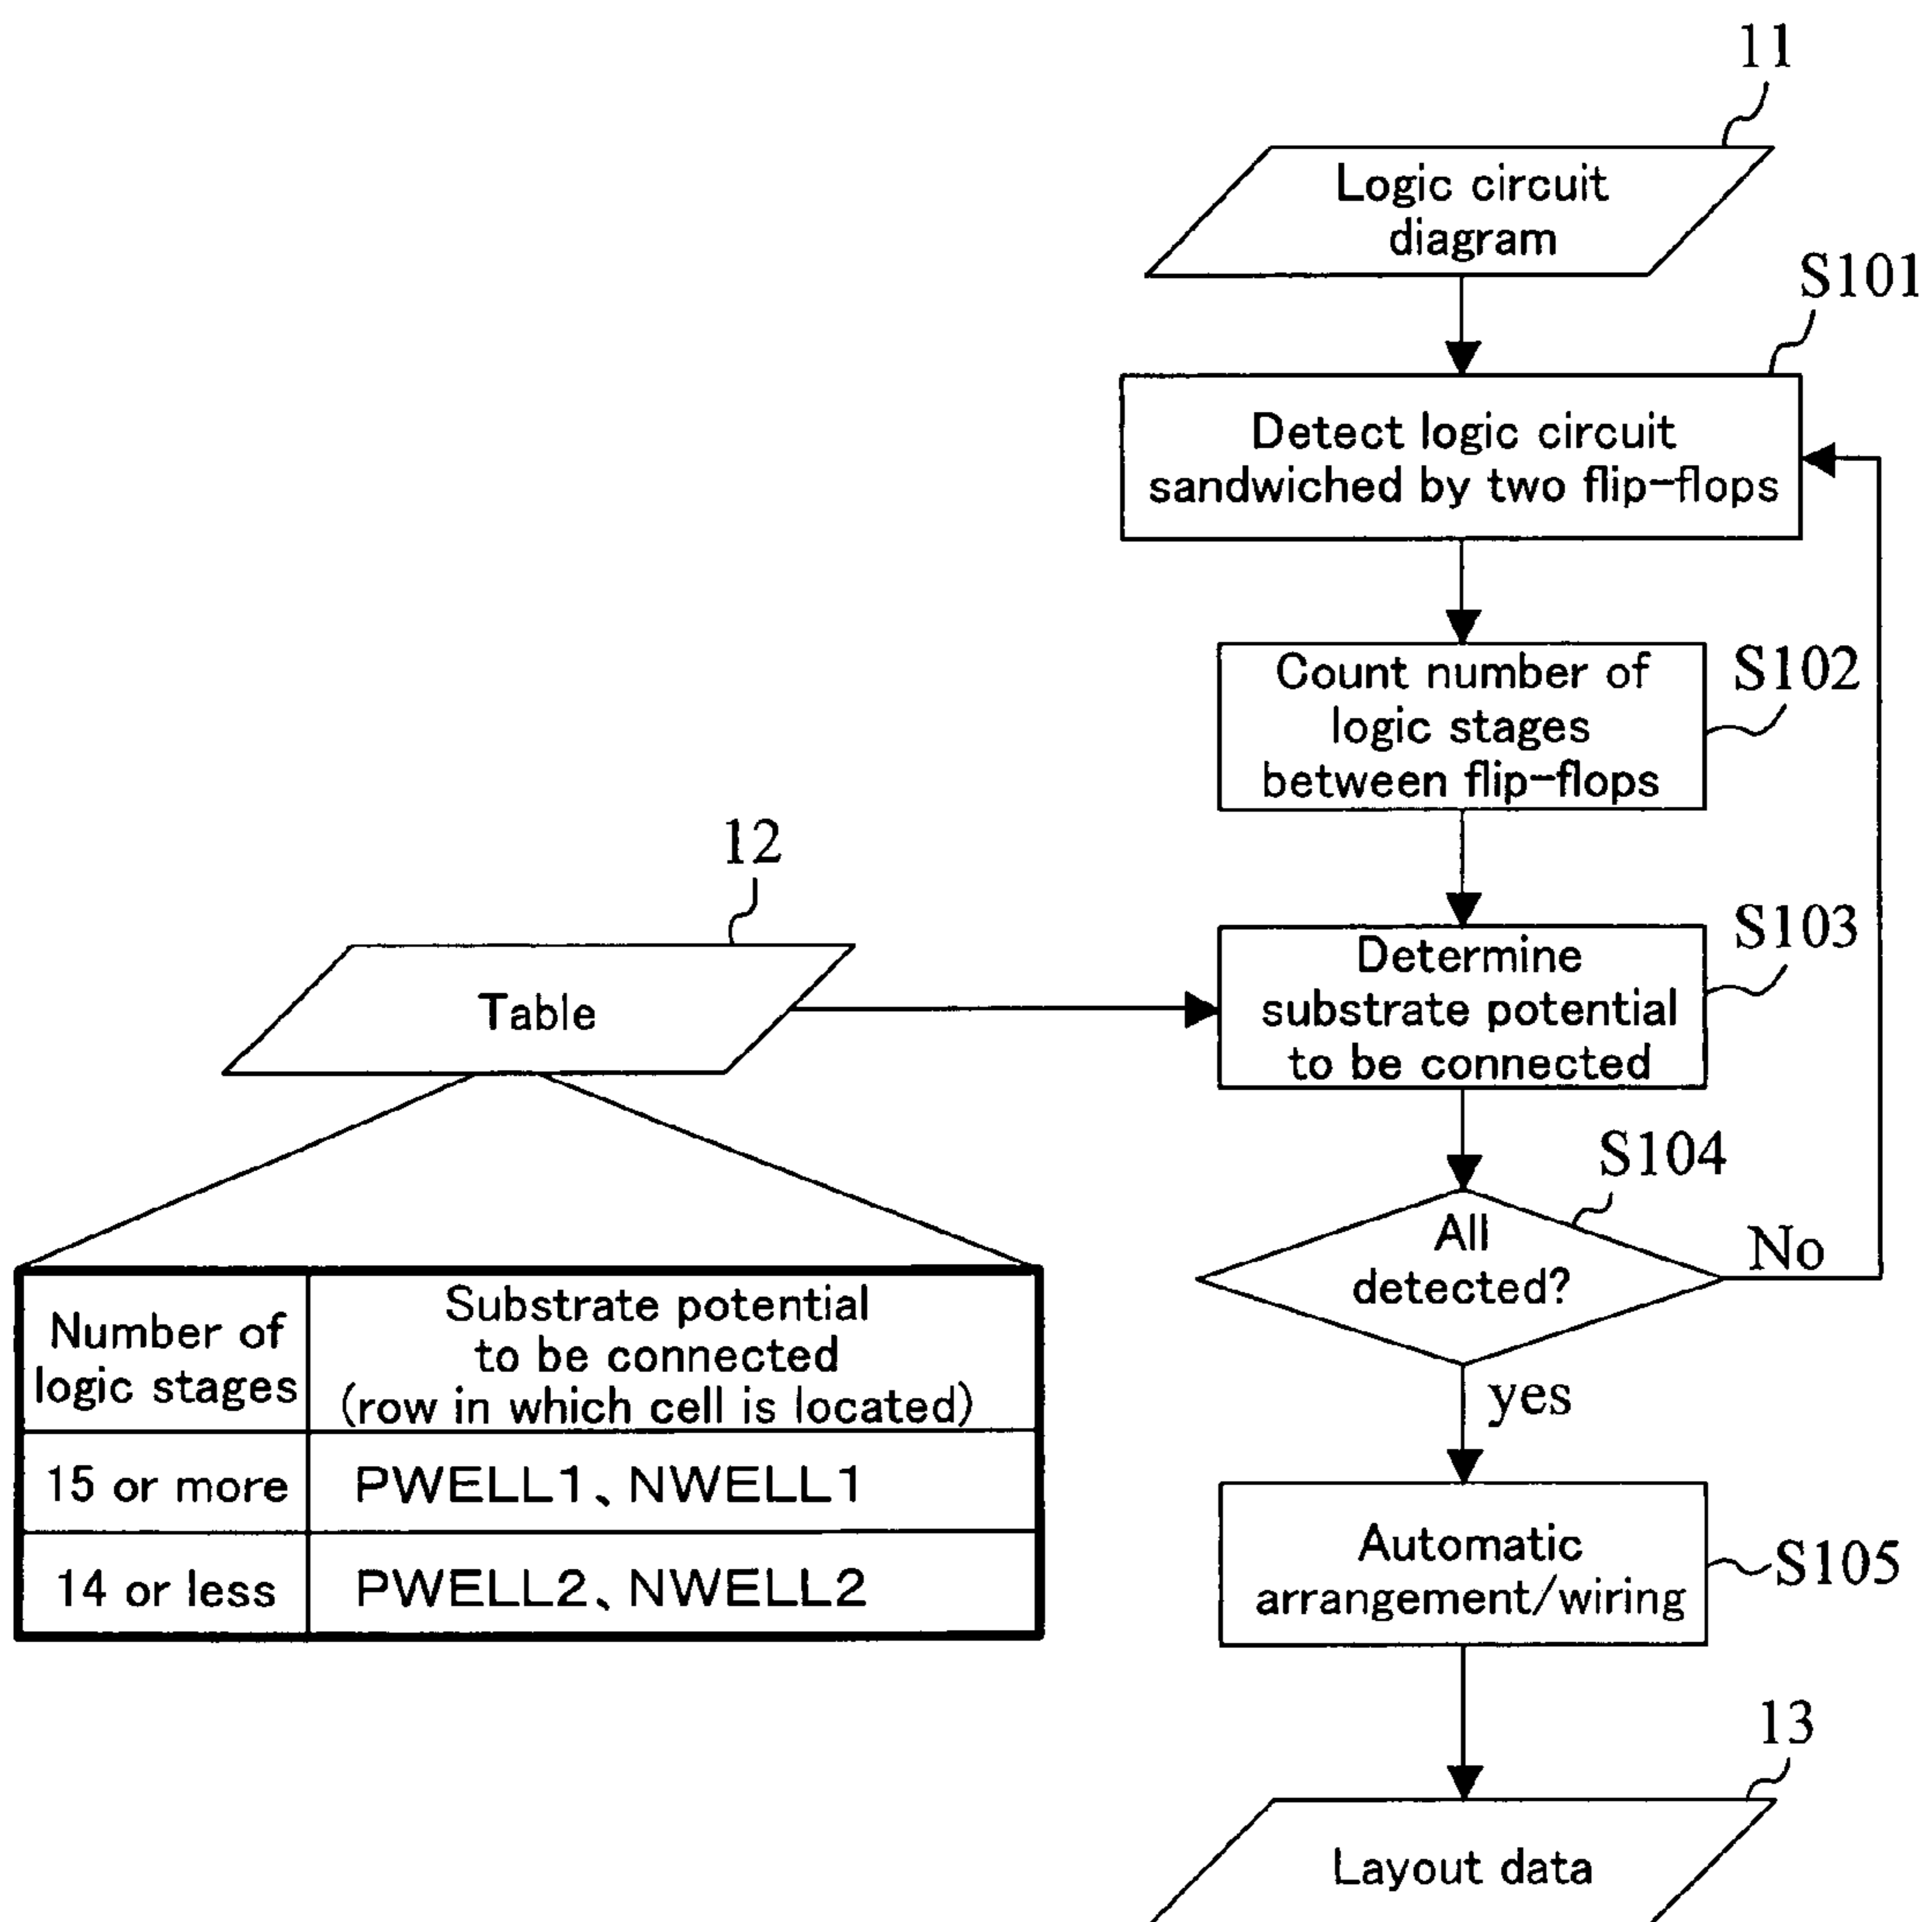 11
Logic circuit
diagram
S101
Detect logic circuit
sandwiched by two flip-flops
Count number of
logic stages
between flip-flops
S102
12
Table
Determine
substrate potential
to be connected
S103
S104
All
detected?
No
yes
Number of
logic stages
Substrate potential
to be connected
(row in which cell is located)
15 or more
PWELL1、NWELL1
14 or less
PWELL2、NWELL2
Automatic
arrangement/wiring
S105
13
Layout data